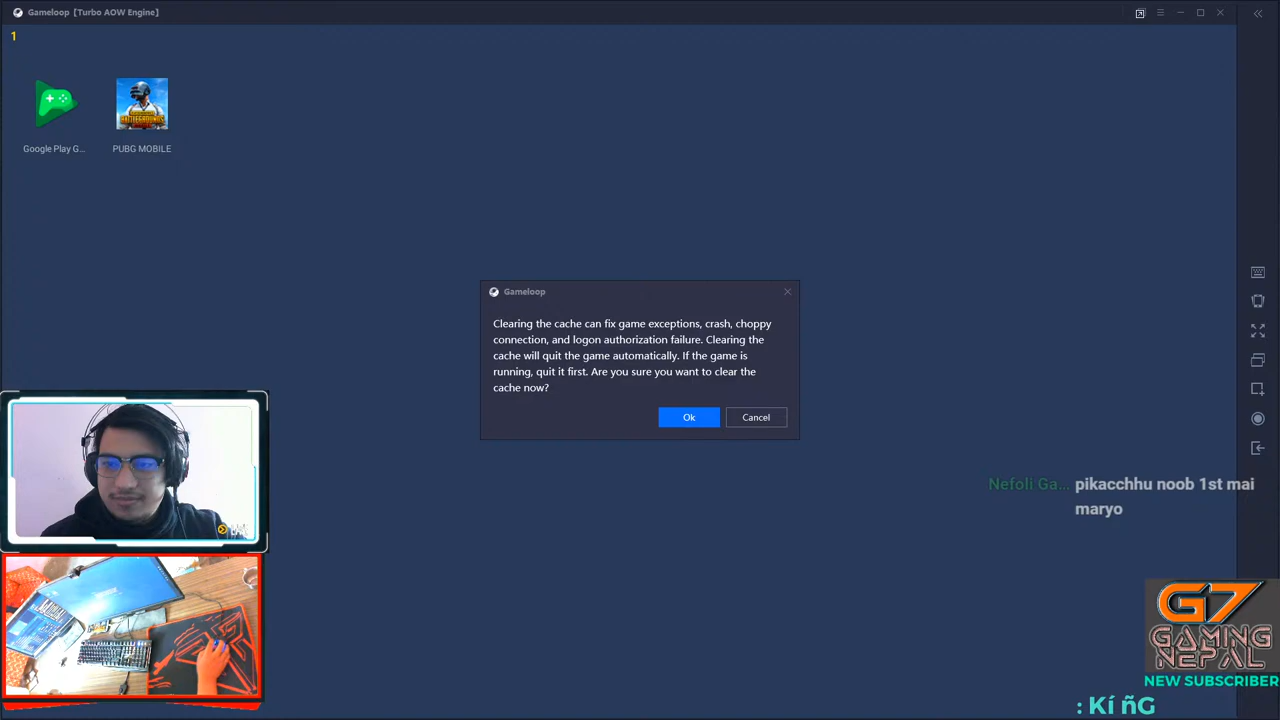 Gameloop【Turbo AOW Engine】
1
Google Play G...
PUBG MOBILE
Gameloop
Clearing the cache can fix game exceptions, crash, choppy
connection, and logon authorization failure. Clearing the
cache will quit the game automatically. If the game is
running, quit it first. Are you sure you want to clear the
cache now?
Ok
Cancel
Nefoli Ga... pikacchhu noob 1st mai
maryo
G7
GAMING
NEPAL
NEW SUBSCRIBER
: Kí ñG